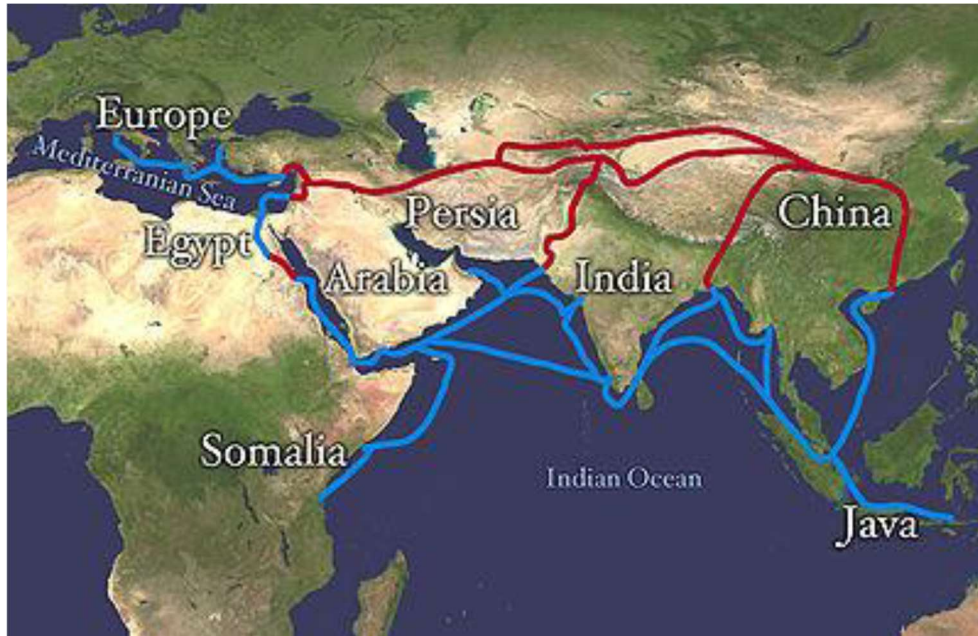 Europe
Mediterranean Sea
Egypt
Persia
China
Arabia
India
Somalia
Indian Ocean
Java